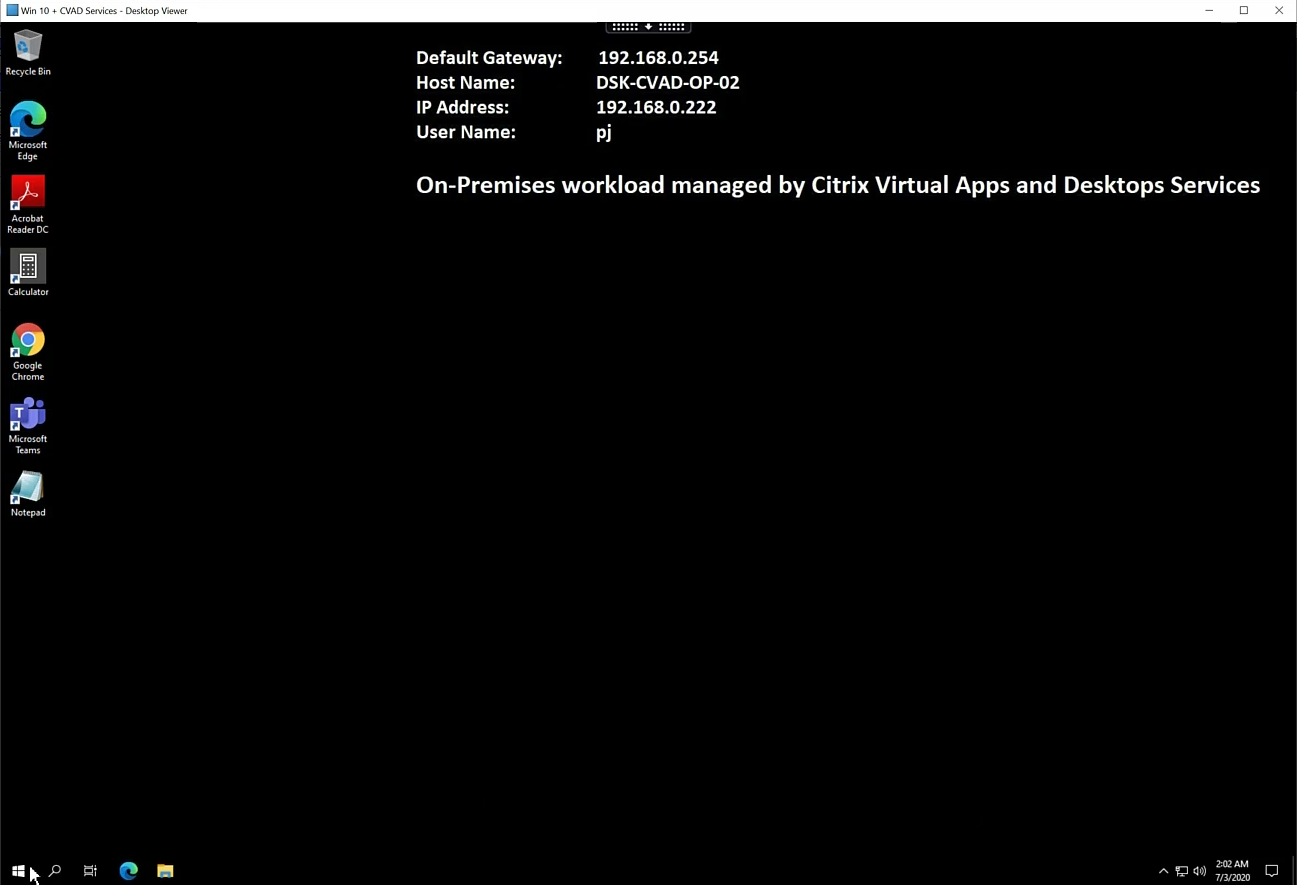 Win 10 + CVAD Services - Desktop Viewer
Recycle Bin
Microsoft
Edge
Acrobat
Reader DC
Calculator
Google
Chrome
Microsoft
Teams
Notepad
Default Gateway: 192.168.0.254
Host Name: DSK-CVAD-OP-02
IP Address: 192.168.0.222
User Name: pj
On-Premises workload managed by Citrix Virtual Apps and Desktops Services
2:02 AM
7/3/2020